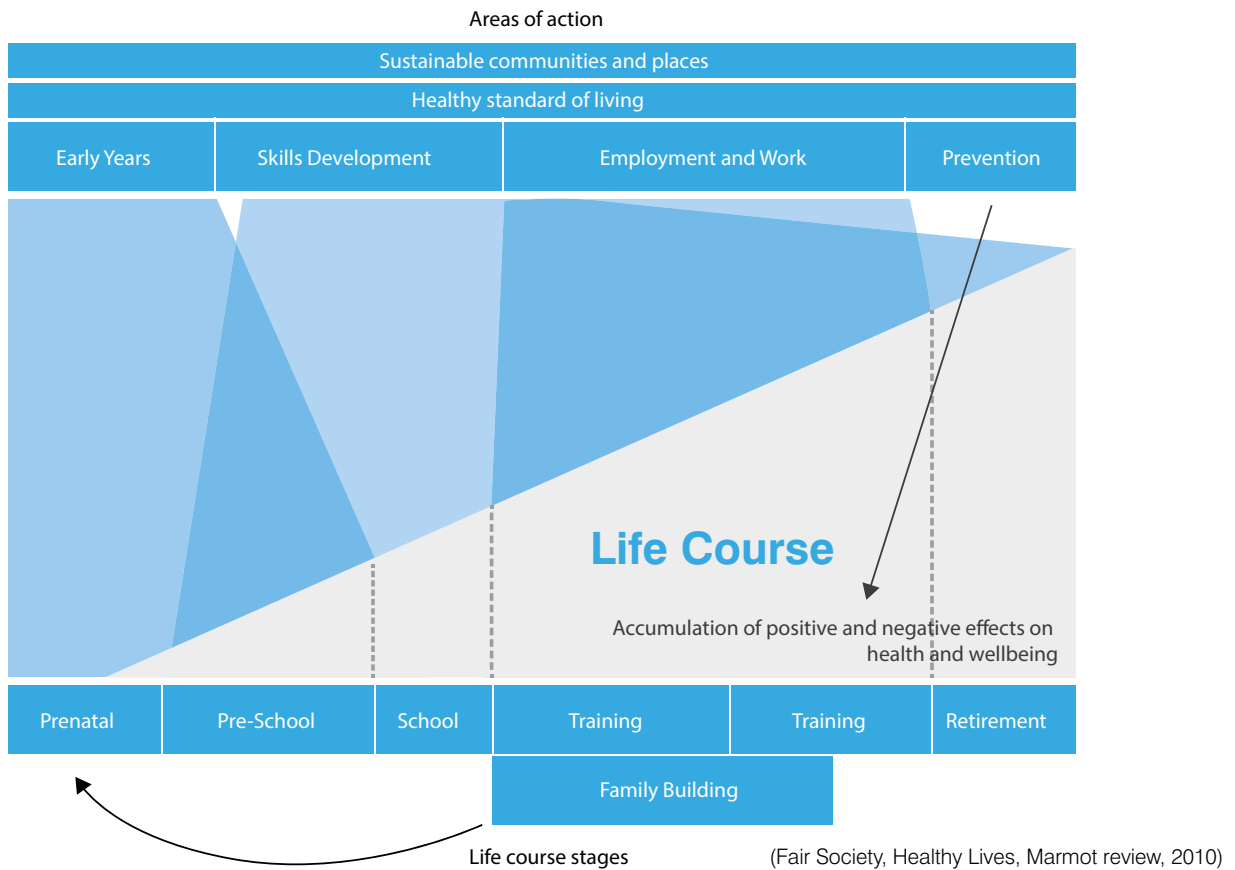 Areas of action
Sustainable communities and places
Healthy standard of living
Early Years
Skills Development
Employment and Work
Prevention
Life Course
Accumulation of positive and negative effects on
health and wellbeing
Prenatal
Pre-School
School
Training
Training
Retirement
Family Building
Life course stages
(Fair Society, Healthy Lives, Marmot review, 2010)